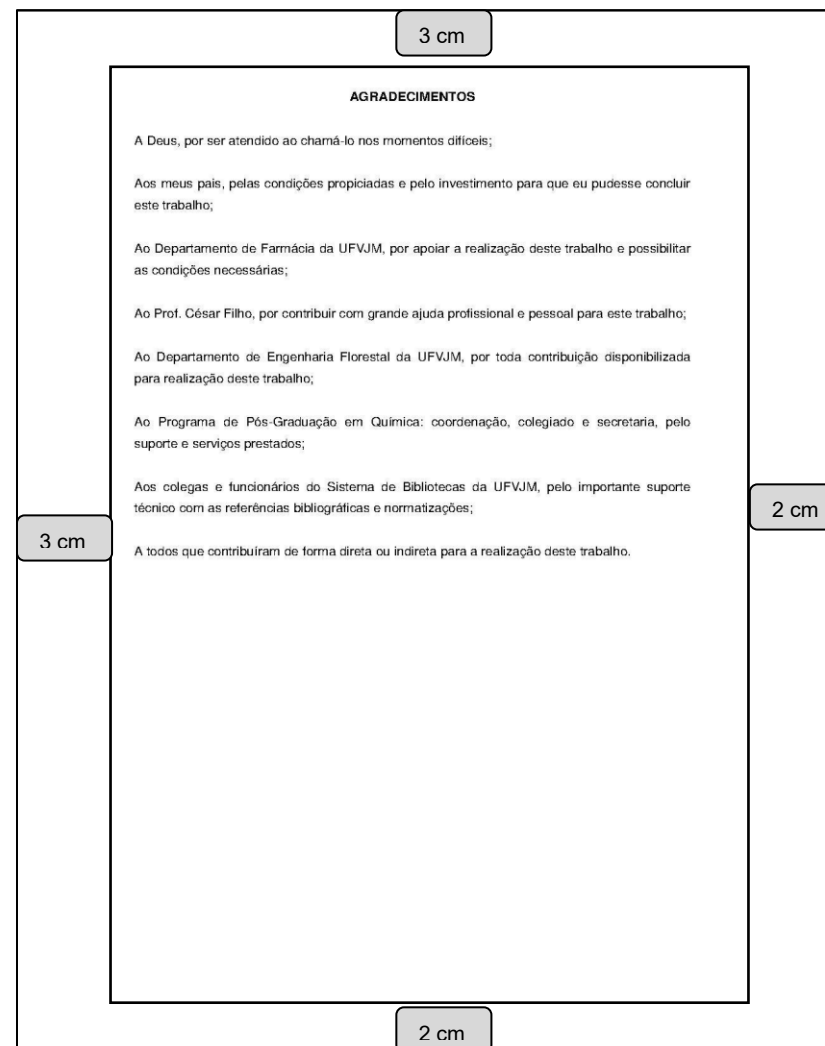 3 cm
AGRADECIMENTOS
A Deus, por ser atendido ao chamá-lo nos momentos difíceis;
Aos meus pais, pelas condições propiciadas e pelo investimento para que eu pudesse concluir
este trabalho;
Ao Departamento de Farmácia da UFVJM, por apoiar a realização deste trabalho e possibilitar
as condições necessárias;
Ao Prof. César Filho, por contribuir com grande ajuda profissional e pessoal para este trabalho;
Ao Departamento de Engenharia Florestal da UFVJM, por toda contribuição disponibilizada
para realização deste trabalho;
Ao Programa de Pós-Graduação em Química: coordenação, colegiado e secretaria, pelo
suporte e serviços prestados;
Aos colegas e funcionários do Sistema de Bibliotecas da UFVJM, pelo importante suporte
técnico com as referências bibliográficas e normatizações;
2 cm
3 cm
A todos que contribuíram de forma direta ou indireta para a realização deste trabalho.
2 cm